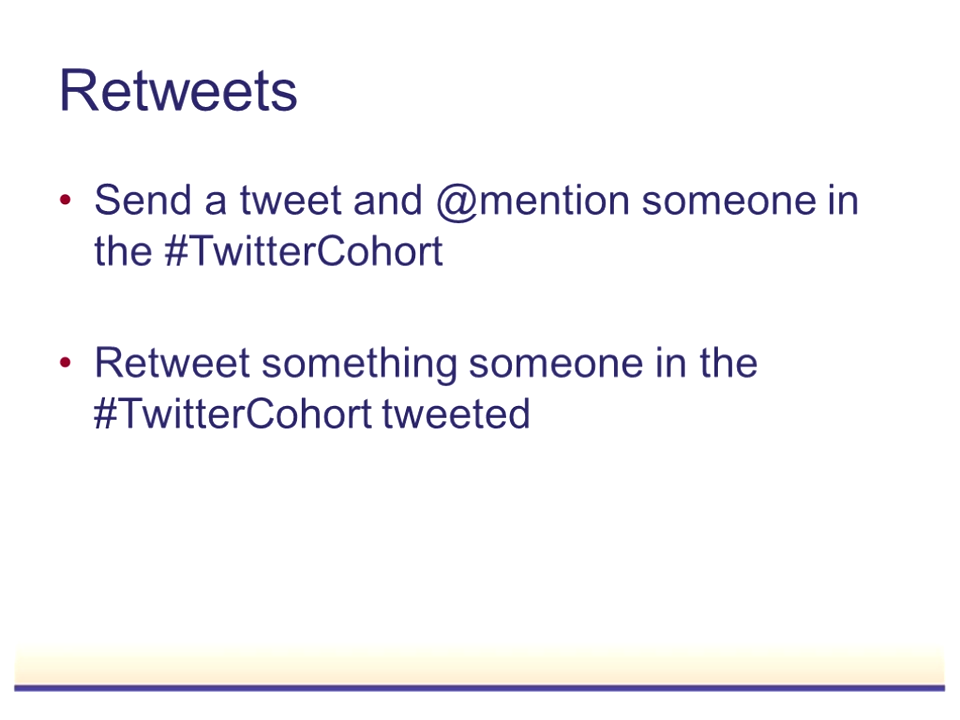 Retweets
• Send a tweet and @mention someone in
the #TwitterCohort
• Retweet something someone in the
#TwitterCohort tweeted